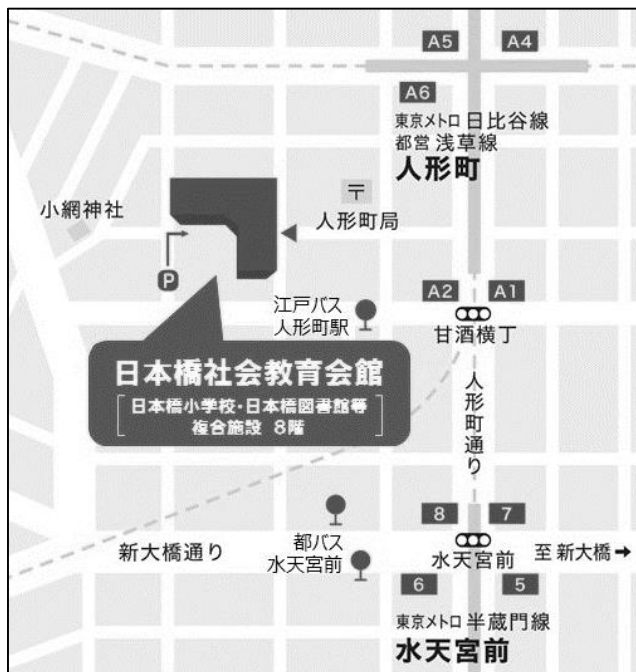 A5
A4
A6
東京メトロ 日比谷線
都営 浅草線
人形町
〒
小網神社
人形町局
P
江戸バス
人形町駅
A2
A1
甘酒横丁
日本橋社会教育会館
日本橋小学校・日本橋図書館等
複合施設 8階
人形町通り
8
7
都バス
水天宮前
新大橋通り
水天宮前
至 新大橋→
6
5
東京メトロ 半蔵門線
水天宮前